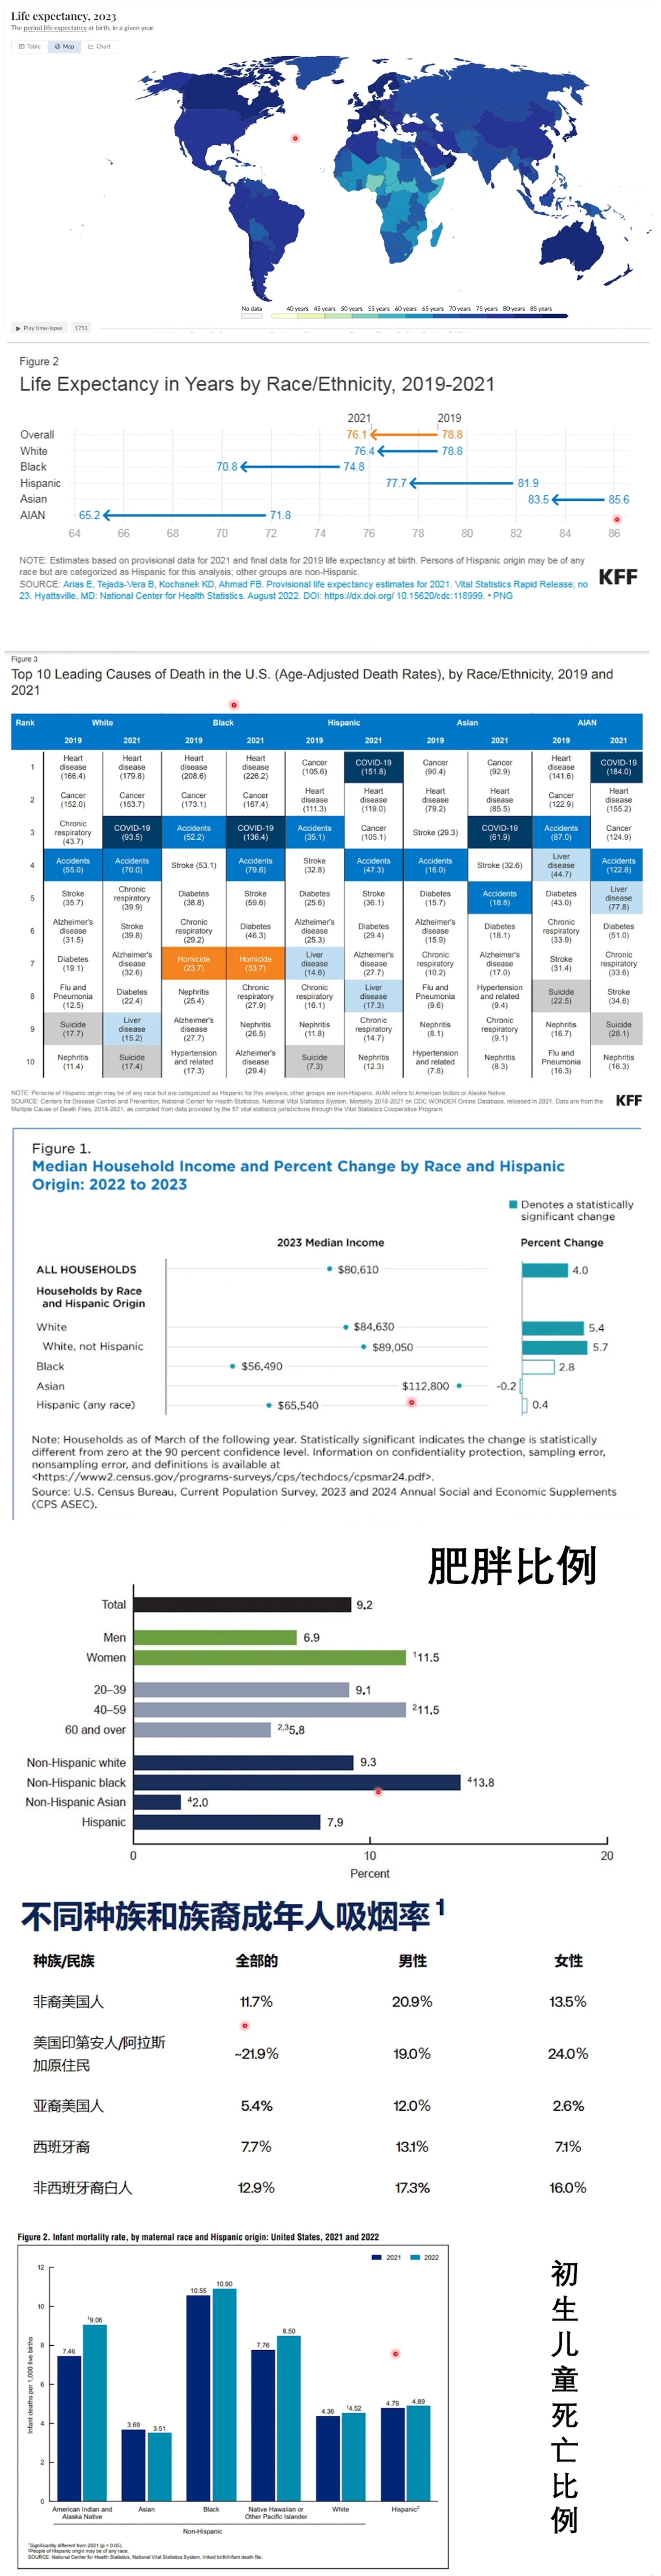 Life expectancy, 2023
The period life expectancy at birth, in a given year.
Table Map Chart
No data 40 years 45 years 50 years 55 years 60 years 65 years 70 years 75 years 80 years 85 years
Play time-lapse 1751
Figure 2
Life Expectancy in Years by Race/Ethnicity, 2019-2021
2021 2019
Overall 76.1 78.8
White 76.4 78.8
Black 70.8 74.8
Hispanic 77.7 81.9
Asian 83.5 85.6
AIAN 65.2 71.8
64 66 68 70 72 74 76 78 80 82 84 86
NOTE: Estimates based on provisional data for 2021 and final data for 2019 life expectancy at birth. Persons of Hispanic origin may be of any
race but are categorized as Hispanic for this analysis; other groups are non-Hispanic.
SOURCE: Arias E, Tejada-Vera B, Kochanek KD, Ahmad FB. Provisional life expectancy estimates for 2021. Vital Statistics Rapid Release; no
23. Hyattsville, MD: National Center for Health Statistics. August 2022. DOI: https://dx.doi.org/ 10.15620/cdc:118999. • PNG
KFF
Figure 3
Top 10 Leading Causes of Death in the U.S. (Age-Adjusted Death Rates), by Race/Ethnicity, 2019 and
2021
Rank White Black Hispanic Asian AIAN
2019 2021 2019 2021 2019 2021 2019 2021 2019 2021
1 Heart disease (166.4) Heart disease (179.8) Heart disease (208.6) Heart disease (226.2) Cancer (105.6) COVID-19 (151.8) Cancer (90.4) Cancer (92.9) Heart disease (141.6) COVID-19 (184.0)
2 Cancer (152.0) Cancer (153.7) Cancer (173.1) Cancer (167.4) Heart disease (111.3) Heart disease (119.0) Heart disease (79.2) Heart disease (85.5) Cancer (122.9) Heart disease (155.2)
3 Chronic respiratory (43.7) COVID-19 (93.5) Accidents (52.2) COVID-19 (136.4) Accidents (35.1) Cancer (105.1) Stroke (29.3) COVID-19 (61.9) Accidents (87.0) Cancer (124.9)
4 Accidents (55.0) Accidents (70.0) Stroke (53.1) Accidents (79.6) Stroke (32.8) Accidents (47.3) Accidents (16.0) Stroke (32.6) Liver disease (44.7) Accidents (122.8)
5 Stroke (35.7) Chronic respiratory (39.9) Diabetes (38.8) Stroke (59.6) Diabetes (25.6) Stroke (36.1) Diabetes (15.7) Accidents (18.8) Diabetes (43.0) Liver disease (77.8)
6 Alzheimer's disease (31.5) Stroke (39.8) Chronic respiratory (29.2) Diabetes (46.3) Alzheimer's disease (25.3) Diabetes (29.4) Alzheimer's disease (15.9) Diabetes (18.1) Chronic respiratory (33.9) Diabetes (51.0)
7 Diabetes (19.1) Alzheimer's disease (32.6) Homicide (23.7) Homicide (33.7) Liver disease (14.6) Alzheimer's disease (27.7) Chronic respiratory (10.2) Alzheimer's disease (17.0) Stroke (31.4) Chronic respiratory (33.6)
8 Flu and Pneumonia (12.5) Diabetes (22.4) Nephritis (25.4) Chronic respiratory (27.9) Chronic respiratory (16.1) Liver disease (17.3) Flu and Pneumonia (9.6) Hypertension and related (9.4) Suicide (22.5) Stroke (34.6)
9 Suicide (17.7) Liver disease (15.2) Alzheimer's disease (27.7) Nephritis (26.5) Nephritis (11.8) Chronic respiratory (14.7) Nephritis (8.1) Chronic respiratory (9.1) Nephritis (16.7) Suicide (28.1)
10 Nephritis (11.4) Suicide (17.4) Hypertension and related (17.3) Alzheimer's disease (29.4) Suicide (7.3) Nephritis (12.3) Hypertension and related (7.8) Nephritis (8.3) Flu and Pneumonia (16.3) Nephritis (16.3)
NOTE: Persons of Hispanic origin may be of any race but are categorized as Hispanic for this analysis; other groups are non-Hispanic. AIAN refers to American Indian or Alaska Native.
SOURCE: Centers for Disease Control and Prevention, National Center for Health Statistics. National Vital Statistics System, Mortality 2018-2021 on CDC WONDER Online Database, released in 2021. Data are from the
Multiple Cause of Death Files, 2018-2021, as compiled from data provided by the 57 vital statistics jurisdictions through the Vital Statistics Cooperative Program.
KFF
Figure 1.
Median Household Income and Percent Change by Race and Hispanic
Origin: 2022 to 2023
Denotes a statistically
significant change
2023 Median Income Percent Change
ALL HOUSEHOLDS $80,610 4.0
Households by Race
and Hispanic Origin
White $84,630 5.4
White, not Hispanic $89,050 5.7
Black $56,490 2.8
Asian $112,800 -0.2
Hispanic (any race) $65,540 0.4
Note: Households as of March of the following year. Statistically significant indicates the change is statistically
different from zero at the 90 percent confidence level. Information on confidentiality protection, sampling error,
nonsampling error, and definitions is available at
<https://www2.census.gov/programs-surveys/cps/techdocs/cpsmar24.pdf>.
Source: U.S. Census Bureau, Current Population Survey, 2023 and 2024 Annual Social and Economic Supplements
(CPS ASEC).
肥胖比例
Total 9.2
Men 6.9
Women ¹11.5
20–39 9.1
40–59 ²11.5
60 and over ²,³5.8
Non-Hispanic white 9.3
Non-Hispanic black ⁴13.8
Non-Hispanic Asian ⁴2.0
Hispanic 7.9
0 10 20
Percent
不同种族和族裔成年人吸烟率¹
种族/民族 全部的 男性 女性
非裔美国人 11.7% 20.9% 13.5%
美国印第安人/阿拉斯
加原住民 ~21.9% 19.0% 24.0%
亚裔美国人 5.4% 12.0% 2.6%
西班牙裔 7.7% 13.1% 7.1%
非西班牙裔白人 12.9% 17.3% 16.0%
Figure 2. Infant mortality rate, by maternal race and Hispanic origin: United States, 2021 and 2022
2021 2022
Infant deaths per 1,000 live births
12
10
8
6
4
2
0
7.46 ¹9.06 3.69 3.51 10.55 10.90 7.76 8.50 4.36 ¹4.52 4.79 4.89
American Indian and Alaska Native Asian Black Native Hawaiian or Other Pacific Islander White Hispanic²
Non-Hispanic
¹Significantly different from 2021 (p < 0.05).
²People of Hispanic origin may be of any race.
SOURCE: National Center for Health Statistics, National Vital Statistics System, linked birth/infant death file.
初生儿童死亡比例